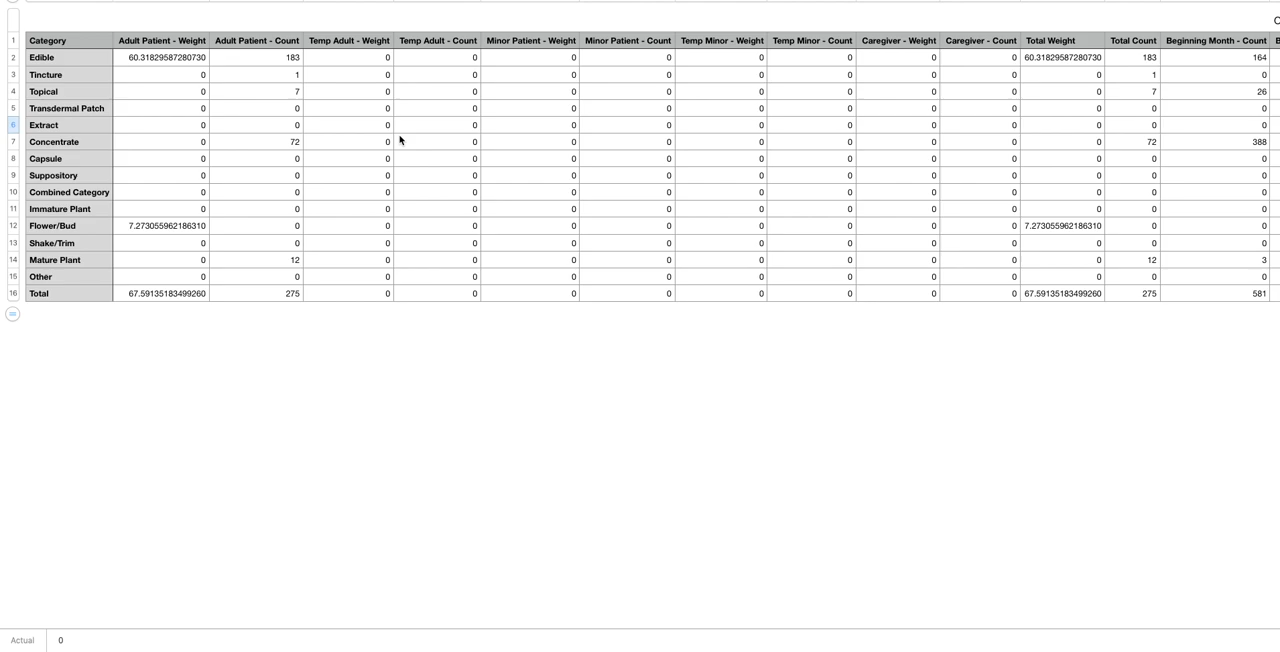 C
1 Category Adult Patient - Weight Adult Patient - Count Temp Adult - Weight Temp Adult - Count Minor Patient - Weight Minor Patient - Count Temp Minor - Weight Temp Minor - Count Caregiver - Weight Caregiver - Count Total Weight Total Count Beginning Month - Count B
2 Edible 60.31829587280730 183 0 0 0 0 0 0 0 0 60.31829587280730 183 164
3 Tincture 0 1 0 0 0 0 0 0 0 0 0 1 0
4 Topical 0 7 0 0 0 0 0 0 0 0 0 7 26
5 Transdermal Patch 0 0 0 0 0 0 0 0 0 0 0 0 0
6 Extract 0 0 0 0 0 0 0 0 0 0 0 0 0
7 Concentrate 0 72 0 0 0 0 0 0 0 0 0 72 388
8 Capsule 0 0 0 0 0 0 0 0 0 0 0 0 0
9 Suppository 0 0 0 0 0 0 0 0 0 0 0 0 0
10 Combined Category 0 0 0 0 0 0 0 0 0 0 0 0 0
11 Immature Plant 0 0 0 0 0 0 0 0 0 0 0 0 0
12 Flower/Bud 7.273055962186310 0 0 0 0 0 0 0 0 0 7.273055962186310 0 0
13 Shake/Trim 0 0 0 0 0 0 0 0 0 0 0 0 0
14 Mature Plant 0 12 0 0 0 0 0 0 0 0 0 12 3
15 Other 0 0 0 0 0 0 0 0 0 0 0 0 0
16 Total 67.59135183499260 275 0 0 0 0 0 0 0 0 67.59135183499260 275 581
Actual 0